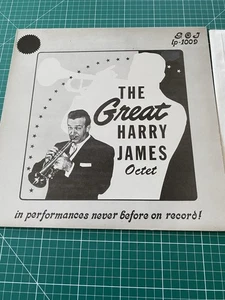 lp-1009
THE
Great
HARRY
JAMES
Octet
in performances never before on record!